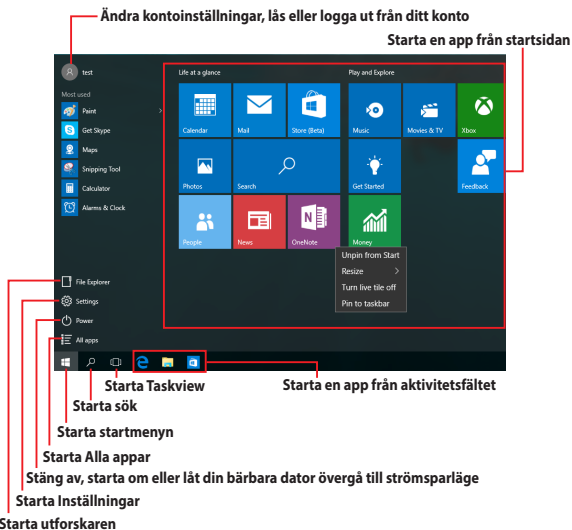 Ändra kontoinställningar, lås eller logga ut från ditt konto
Starta en app från startsidan
test
Life at a glance
Play and Explore
Most used
Paint
Get Skype
Maps
Snipping Tool
Calculator
Alarms & Clock
Calendar
Mail
Store (Beta)
Music
Movies & TV
Xbox
Photos
Search
Get Started
Feedback
People
News
OneNote
Money
Unpin from Start
Resize
Turn live tile off
Pin to taskbar
File Explorer
Settings
Power
All apps
Starta Taskview
Starta en app från aktivitetsfältet
Starta sök
Starta startmenyn
Starta Alla appar
Stäng av, starta om eller låt din bärbara dator övergå till strömsparläge
Starta Inställningar
Starta utforskaren